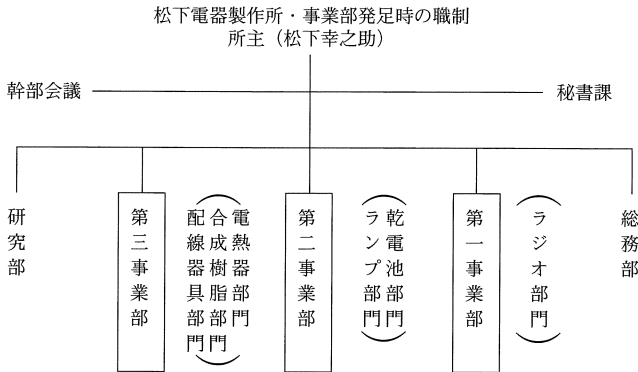 松下電器製作所・事業部発足時の職制
所主（松下幸之助）
幹部会議
秘書課
総務部
（ラジオ部門）
第一事業部
（乾電池部門
ランプ部門）
第二事業部
（電熱器部門
合成樹脂部門
配線器具部門）
第三事業部
研究部